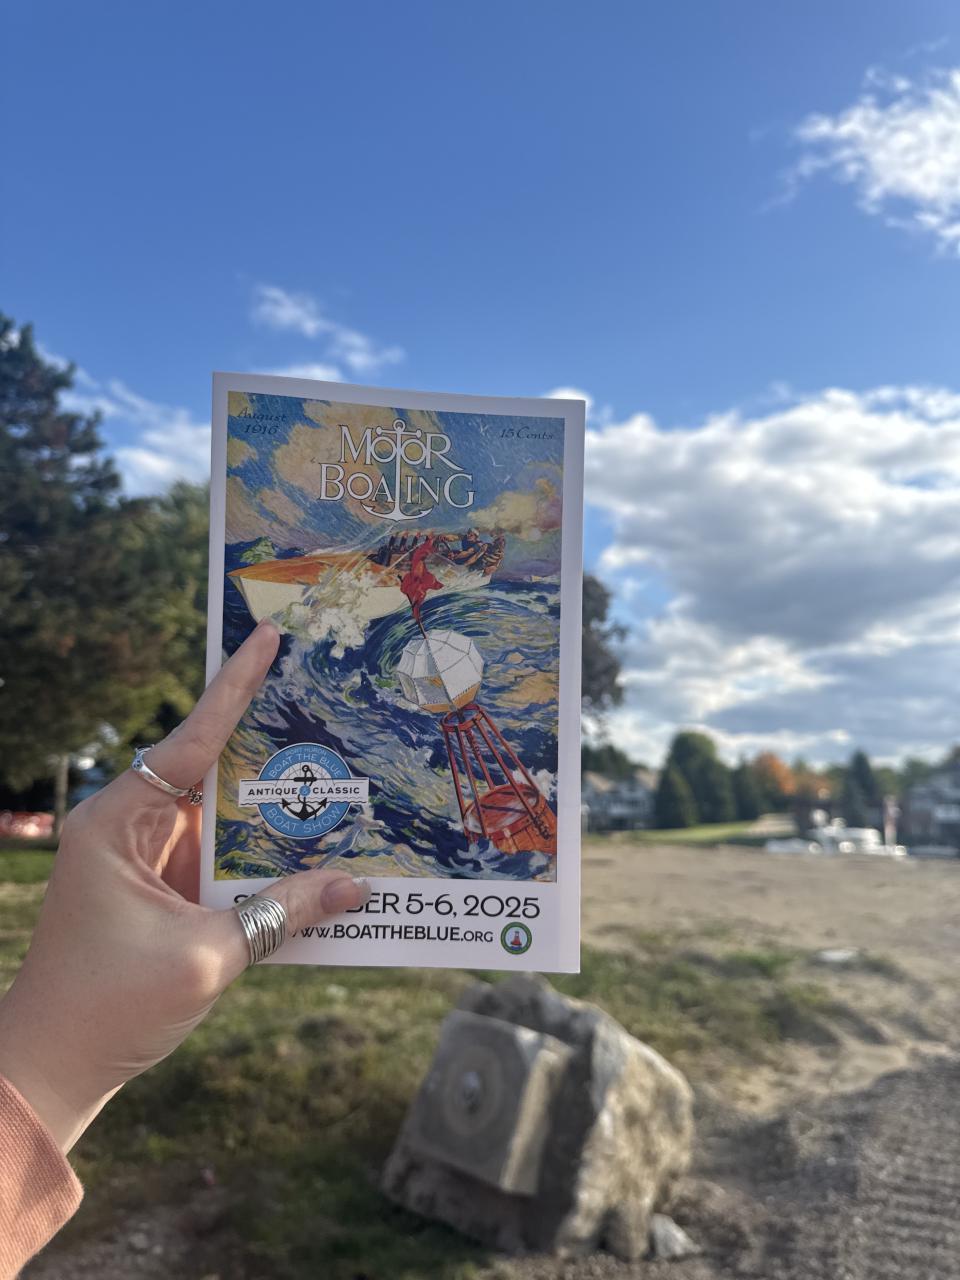 August
1916
15 Cents
MOTOR
BOATING
PORT HURON
BOAT THE BLUE
ANTIQUE & CLASSIC
BOAT SHOW
BER 5-6, 2025
www.BOATTHEBLUE.ORG